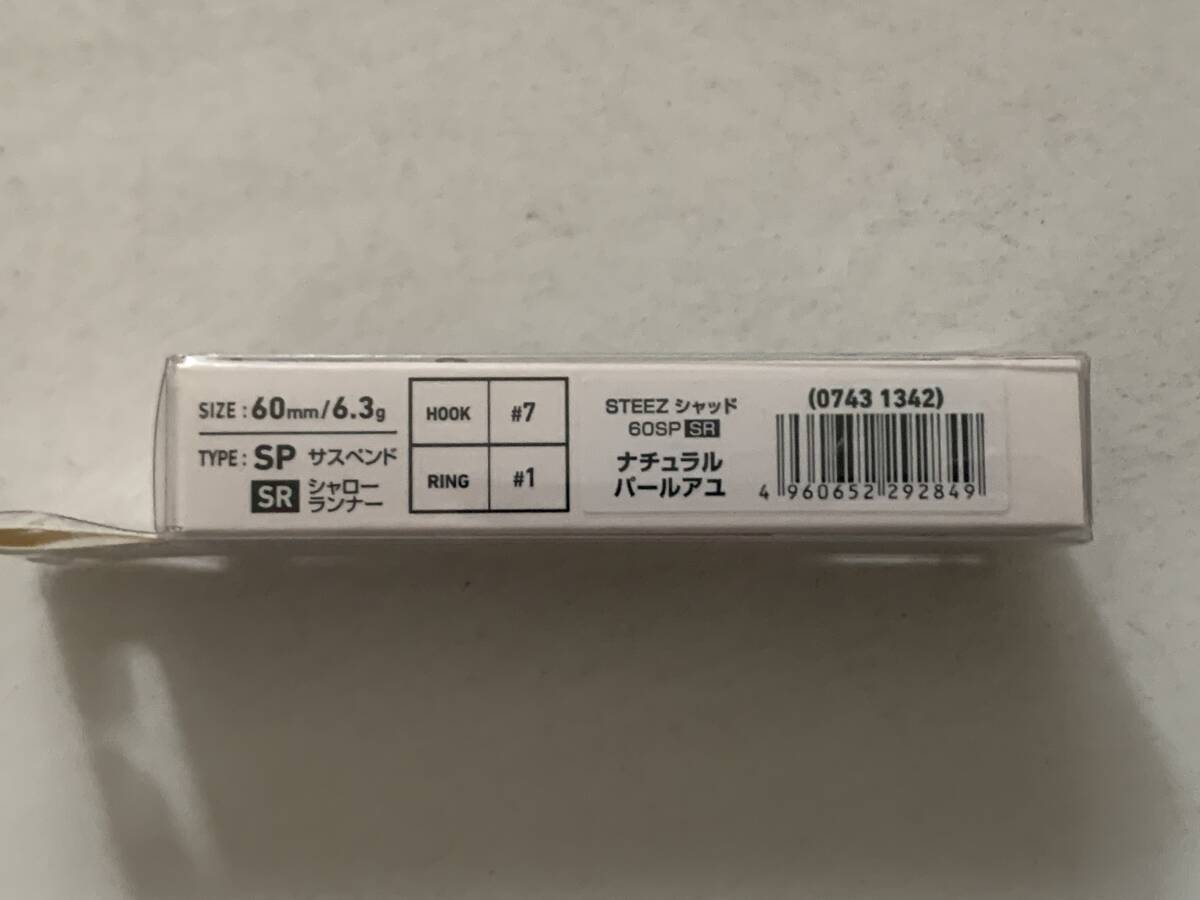 SIZE : 60mm/6.3g
TYPE : SP サスペンド
SR シャロー
ランナー
HOOK #7
RING #1
STEEZ シャッド
60SP SR
ナチュラル
パールアユ
(0743 1342)
4 960652 292849